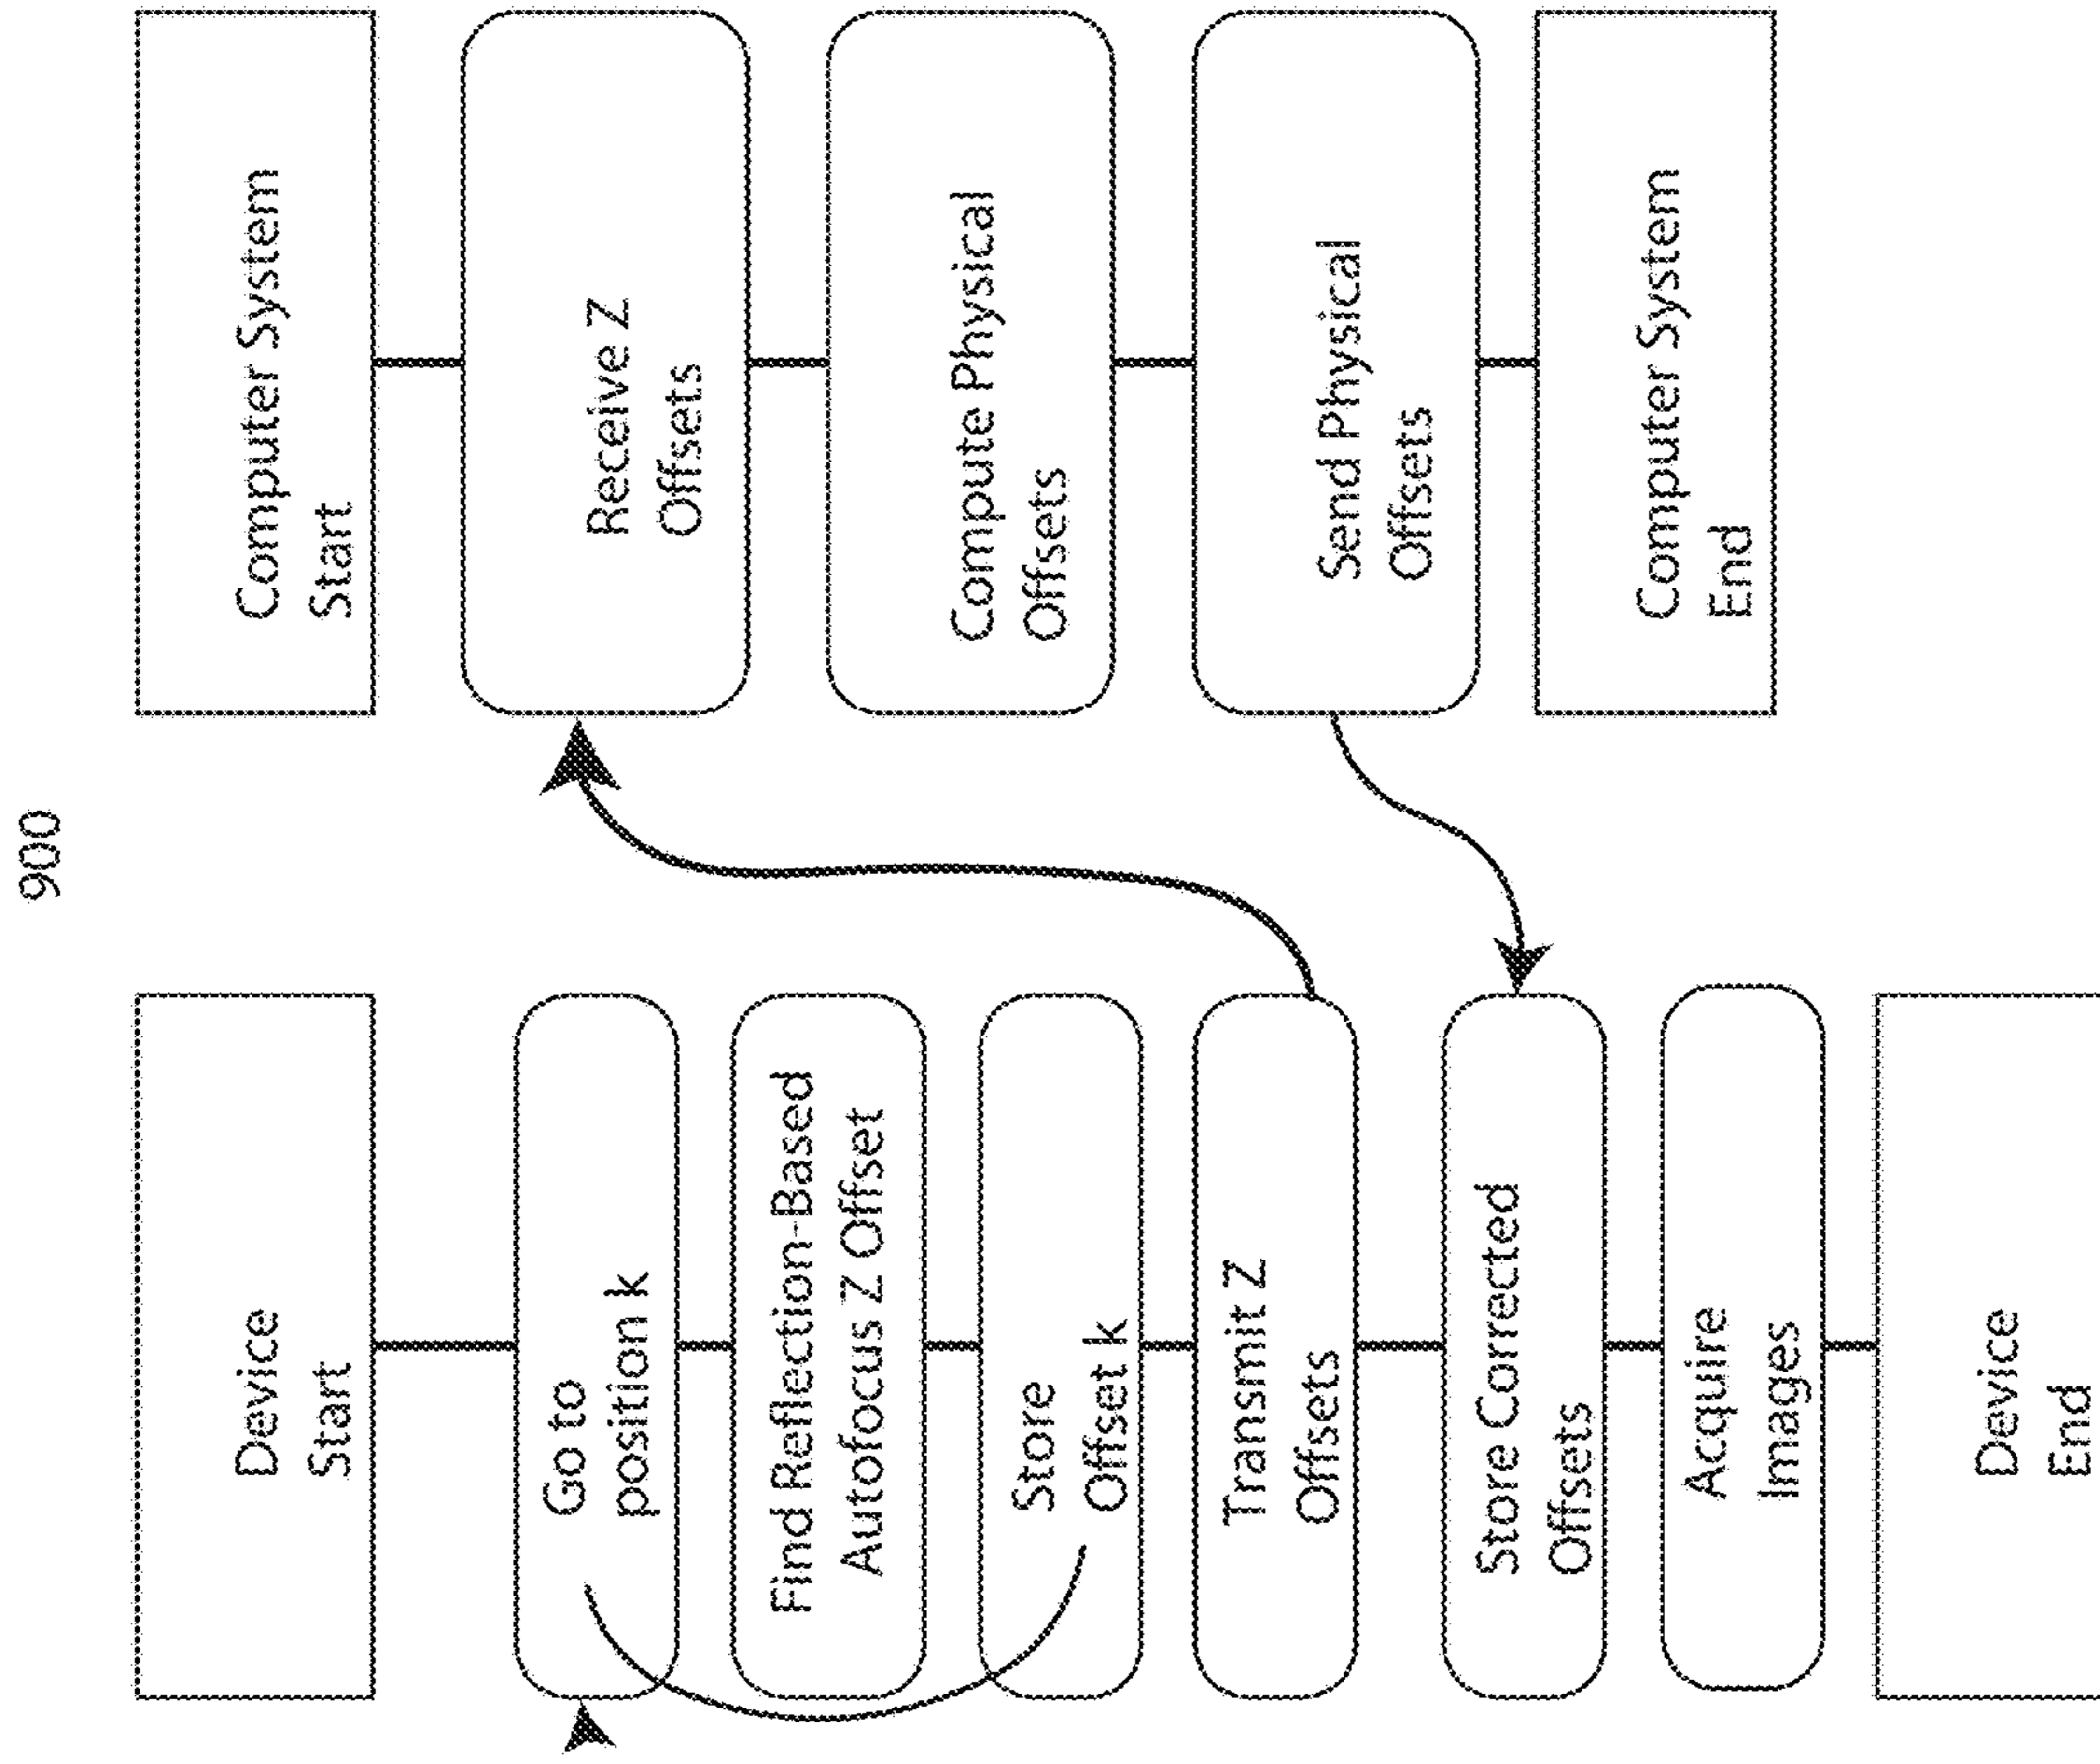 900
Device
Start
Go to
position k
Find Reflection-Based
Autofocus Z Offset
Store
Offset k
Transmit Z
Offsets
Store Corrected
Offsets
Acquire
Images
Device
End
Computer System
Start
Receive Z
Offsets
Compute Physical
Offsets
Send Physical
Offsets
Computer System
End